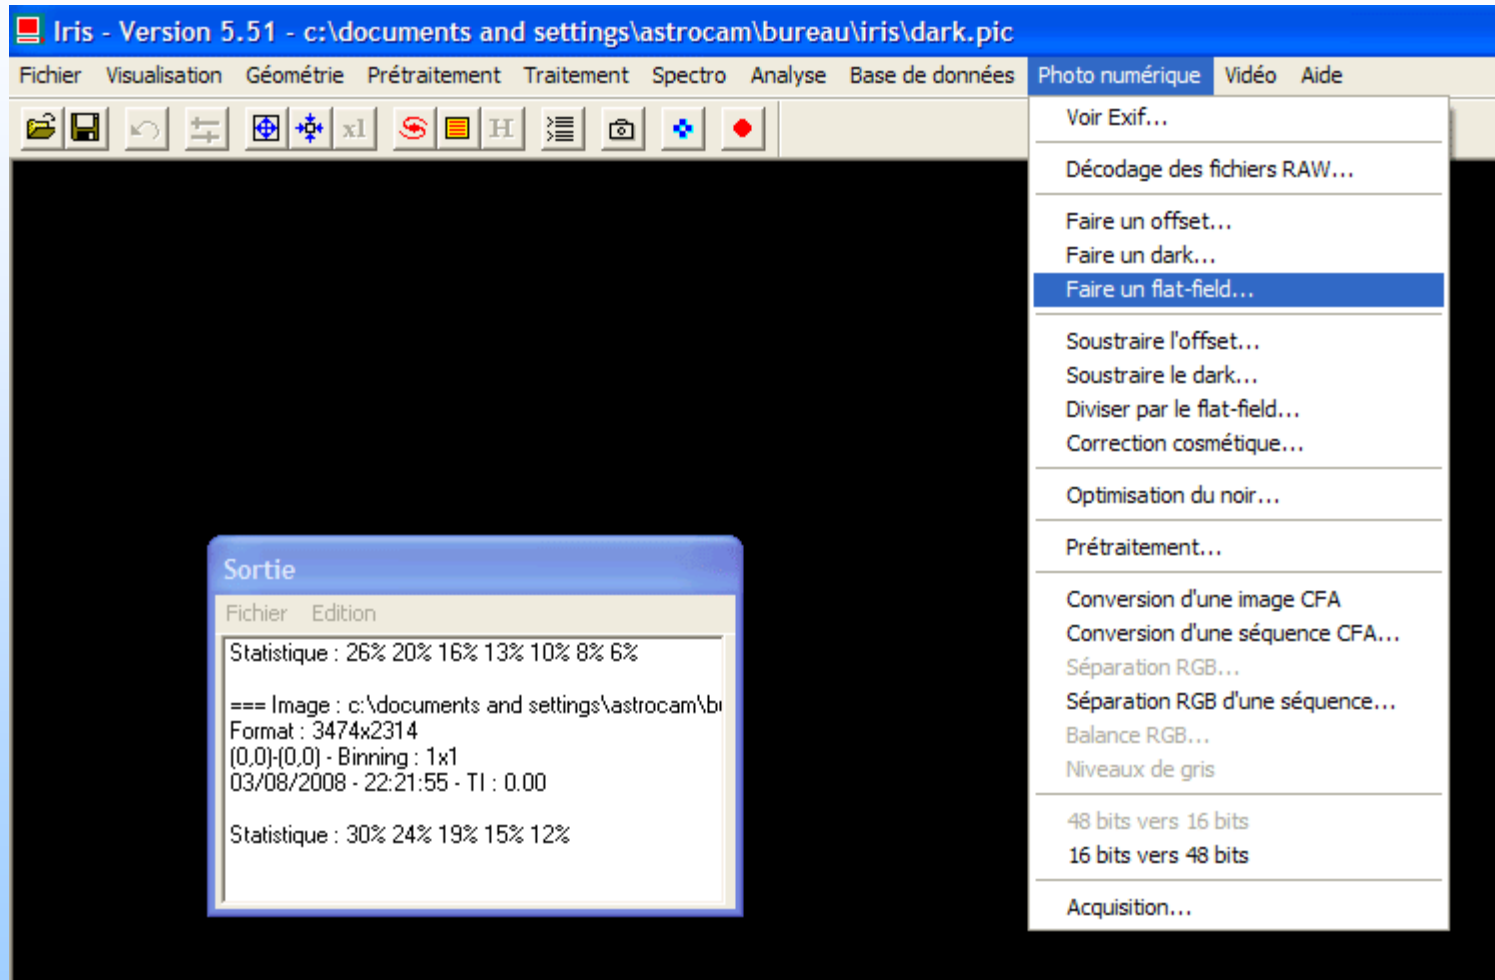 Iris - Version 5.51 - c:\documents and settings\astrocam\bureau\iris\dark.pic
Fichier Visualisation Géométrie Prétraitement Traitement Spectro Analyse Base de données Photo numérique Vidéo Aide
x1 H
Voir Exif...
Décodage des fichiers RAW...
Faire un offset...
Faire un dark...
Faire un flat-field...
Soustraire l'offset...
Soustraire le dark...
Diviser par le flat-field...
Correction cosmétique...
Optimisation du noir...
Prétraitement...
Conversion d'une image CFA
Conversion d'une séquence CFA...
Séparation RGB...
Séparation RGB d'une séquence...
Balance RGB...
Niveaux de gris
48 bits vers 16 bits
16 bits vers 48 bits
Acquisition...
Sortie
Fichier Edition
Statistique : 26% 20% 16% 13% 10% 8% 6%
=== Image : c:\documents and settings\astrocam\b
Format : 3474x2314
(0,0)-(0,0) - Binning : 1x1
03/08/2008 - 22:21:55 - TI : 0.00
Statistique : 30% 24% 19% 15% 12%